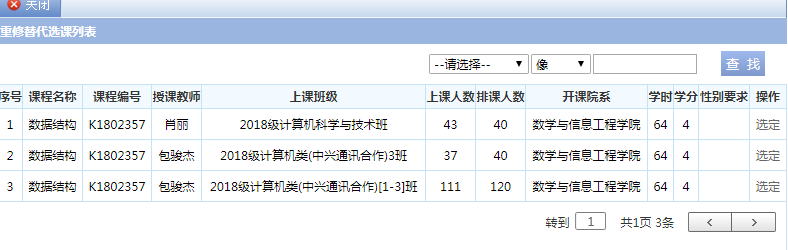 关闭
重修替代选课列表
--请选择-- 像 查 找
序号 课程名称 课程编号 授课教师 上课班级 上课人数 排课人数 开课院系 学时 学分 性别要求 操作
1 数据结构 K1802357 肖丽 2018级计算机科学与技术班 43 40 数学与信息工程学院 64 4 选定
2 数据结构 K1802357 包骏杰 2018级计算机类(中兴通讯合作)3班 37 40 数学与信息工程学院 64 4 选定
3 数据结构 K1802357 包骏杰 2018级计算机类(中兴通讯合作)[1-3]班 111 120 数学与信息工程学院 64 4 选定
转到 1 共1页 3条 < >